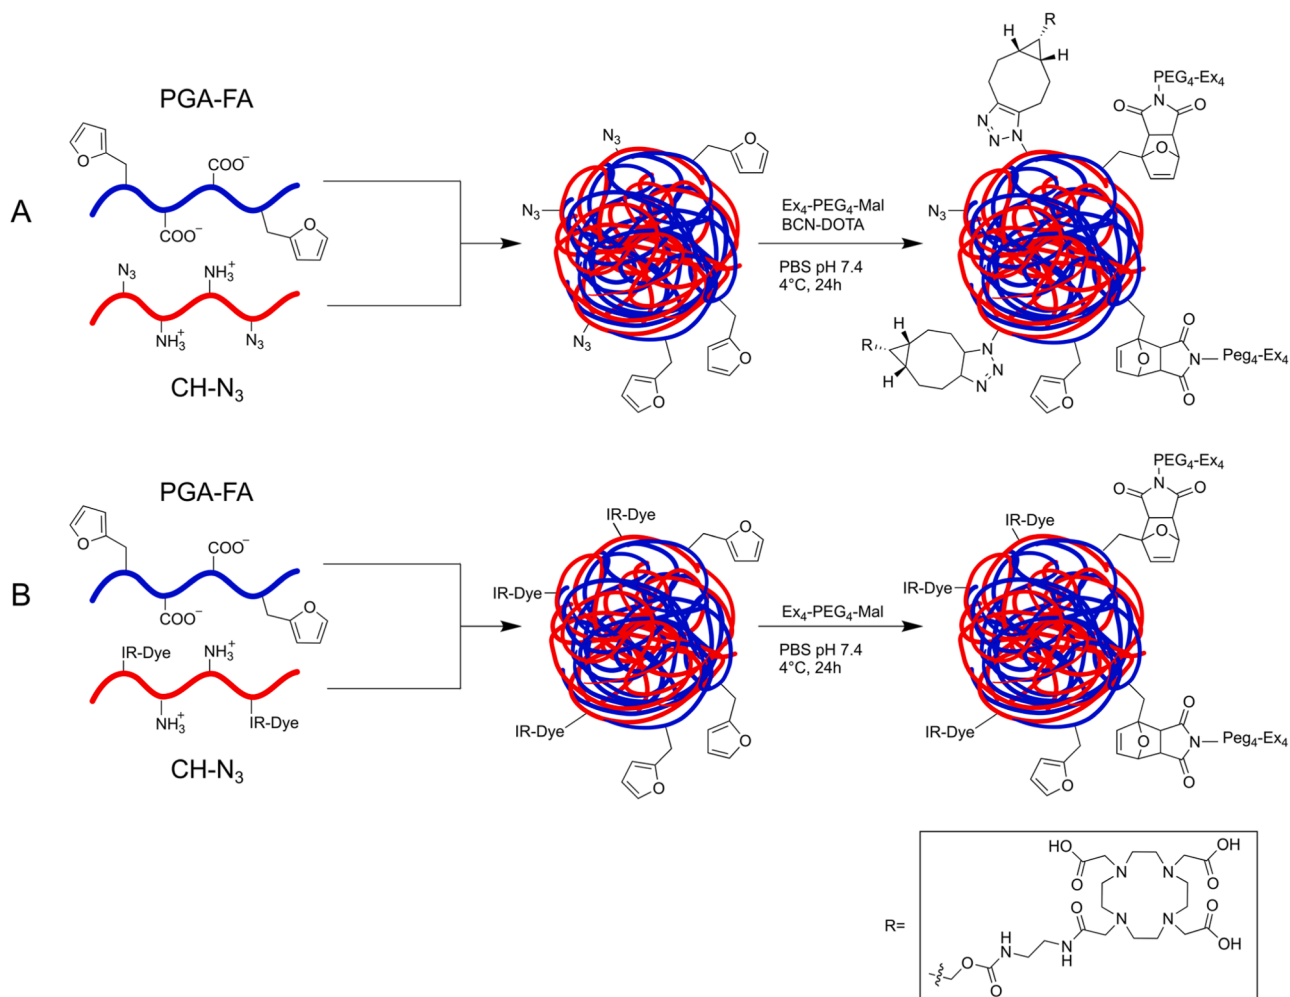 A
PGA-FA
O
COO⁻
COO⁻
O
N₃
NH₃⁺
NH₃⁺
N₃
CH-N₃
N₃
O
N₃
N₃
O
O
Ex₄-PEG₄-Mal
BCN-DOTA
PBS pH 7.4
4°C, 24h
R
H
H
N
N
N
PEG₄-Ex₄
O
N
O
O
N₃
R
H
H
N
N
N
O
O
N
Peg₄-Ex₄
O
O
B
PGA-FA
O
COO⁻
COO⁻
O
IR-Dye
NH₃⁺
NH₃⁺
IR-Dye
CH-N₃
IR-Dye
O
IR-Dye
IR-Dye
O
O
Ex₄-PEG₄-Mal
PBS pH 7.4
4°C, 24h
PEG₄-Ex₄
O
N
O
IR-Dye
O
IR-Dye
IR-Dye
O
O
N
Peg₄-Ex₄
O
O
R=
HO
O
N
N
OH
O
O
N
N
O
OH
O
H
N
N
H
O